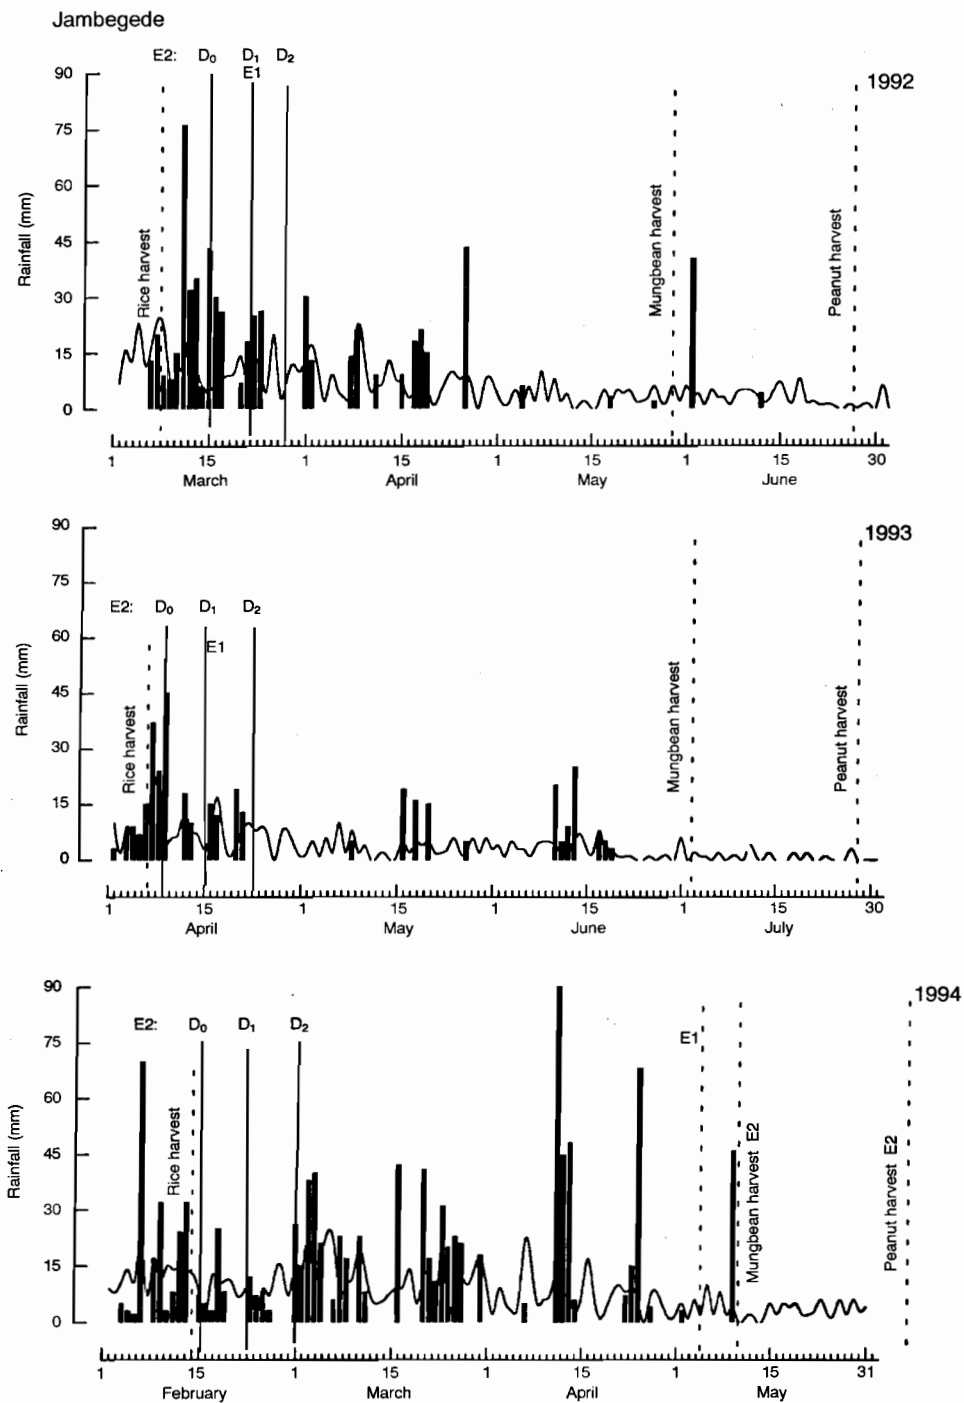 Jambegede
E2: D₀ D₁ D₂
E1
1992
90
75
60
45
30
15
0
Rainfall (mm)
Rice harvest
Mungbean harvest
Peanut harvest
1 15 1 15 1 15 1 15 30
March April May June
1993
90
75
60
45
30
15
0
Rainfall (mm)
E2: D₀ D₁ D₂
E1
Rice harvest
Mungbean harvest
Peanut harvest
1 15 1 15 1 15 1 15 30
April May June July
1994
90
75
60
45
30
15
0
Rainfall (mm)
E2: D₀ D₁ D₂
E1
Rice harvest
Mungbean harvest E2
Peanut harvest E2
1 15 1 15 1 15 1 15 31
February March April May